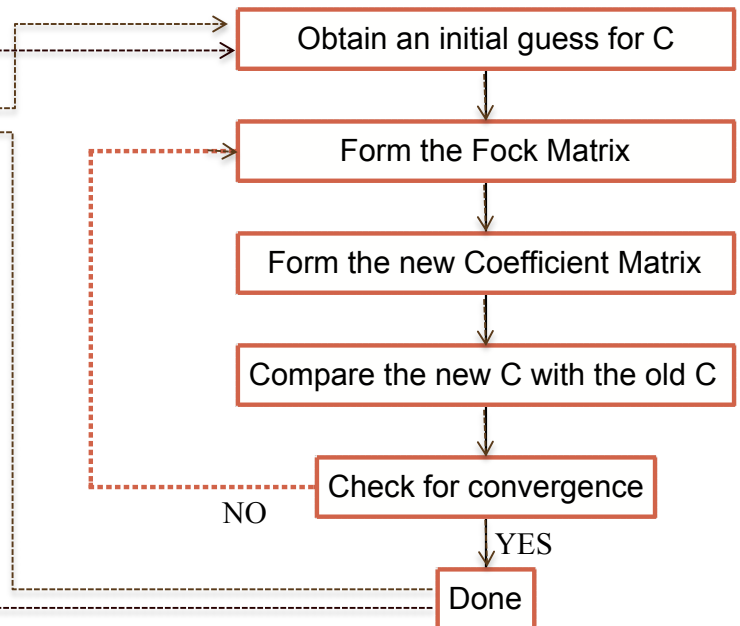 Obtain an initial guess for C
Form the Fock Matrix
Form the new Coefficient Matrix
Compare the new C with the old C
Check for convergence
NO
YES
Done